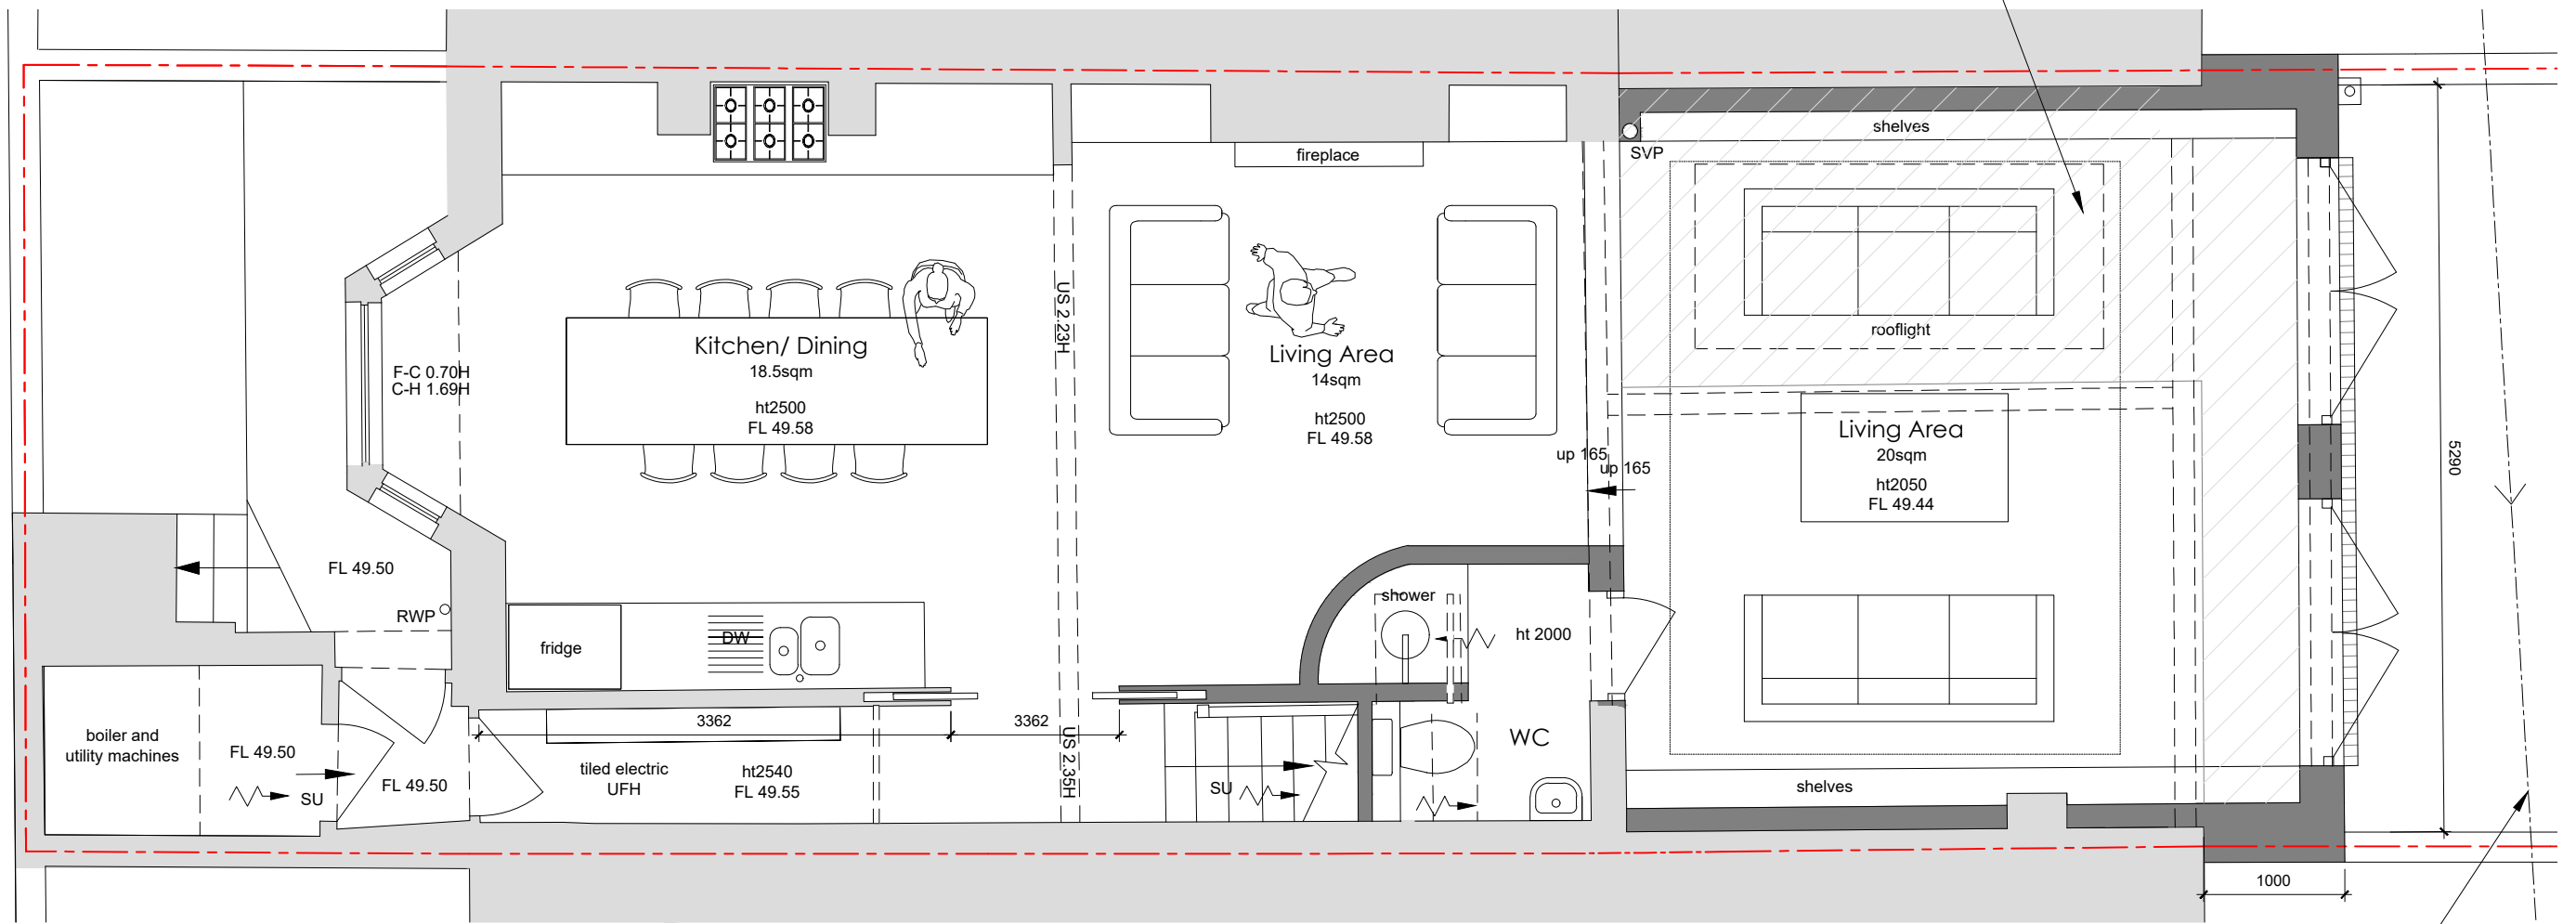 shelves
fireplace
SVP
rooflight
US 2.23H
Kitchen/ Dining
18.5sqm
ht2500
FL 49.58
Living Area
14sqm
ht2500
FL 49.58
F-C 0.70H
C-H 1.69H
Living Area
20sqm
ht2050
FL 49.44
up 165
up 165
5290
FL 49.50
RWP
fridge
DW
shower
ht 2000
boiler and
utility machines
FL 49.50
SU
FL 49.50
3362
3362
tiled electric
UFH
ht2540
FL 49.55
US 2.35H
SU
WC
shelves
1000